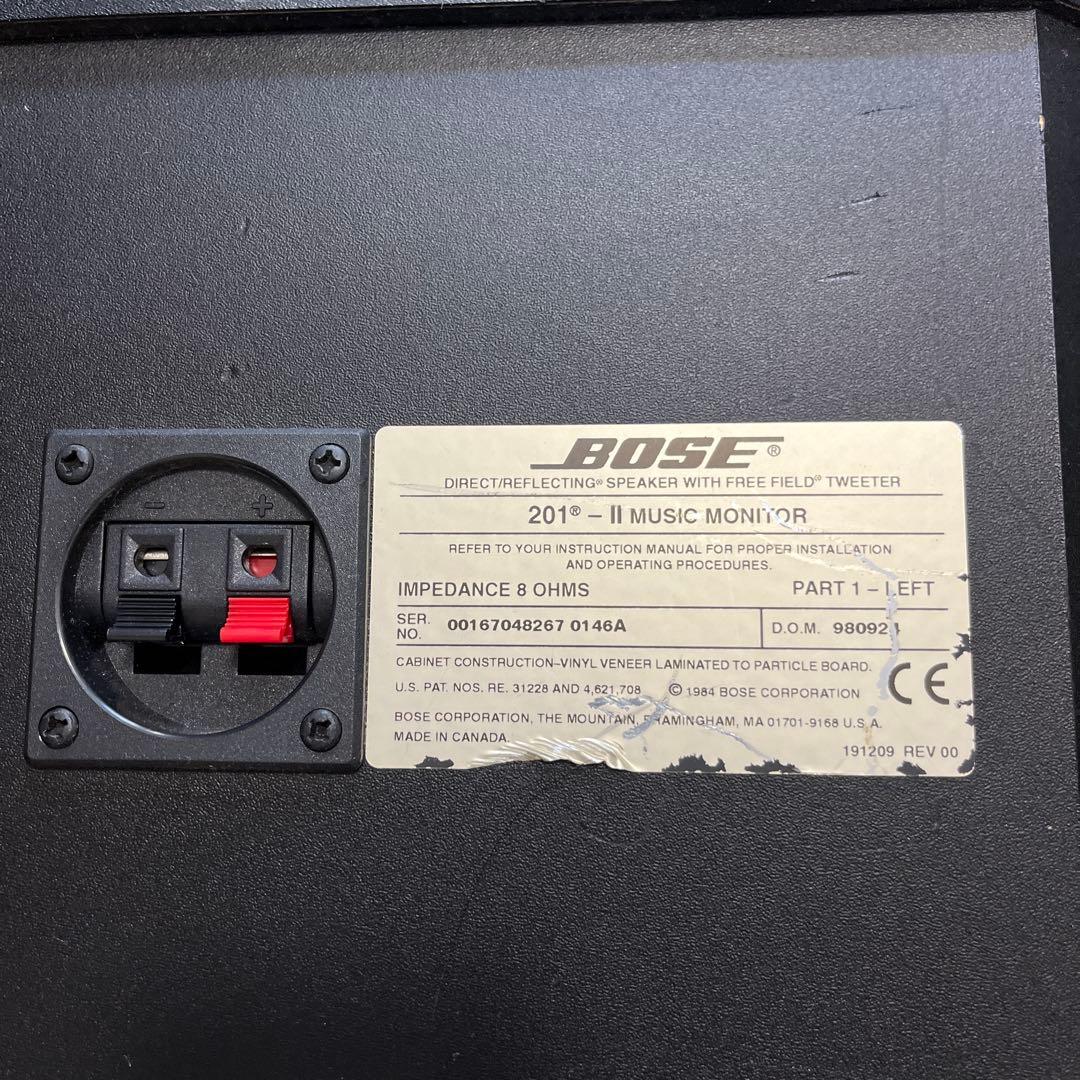 − +
BOSE®
DIRECT/REFLECTING® SPEAKER WITH FREE FIELD® TWEETER
201® – II MUSIC MONITOR
REFER TO YOUR INSTRUCTION MANUAL FOR PROPER INSTALLATION
AND OPERATING PROCEDURES.
IMPEDANCE 8 OHMS PART 1 – LEFT
SER. NO. 00167048267 0146A D.O.M. 980924
CABINET CONSTRUCTION–VINYL VENEER LAMINATED TO PARTICLE BOARD. CE
U.S. PAT. NOS. RE. 31228 AND 4,621,708 © 1984 BOSE CORPORATION
BOSE CORPORATION, THE MOUNTAIN, FRAMINGHAM, MA 01701-9168 U.S.A.
MADE IN CANADA.
191209 REV 00